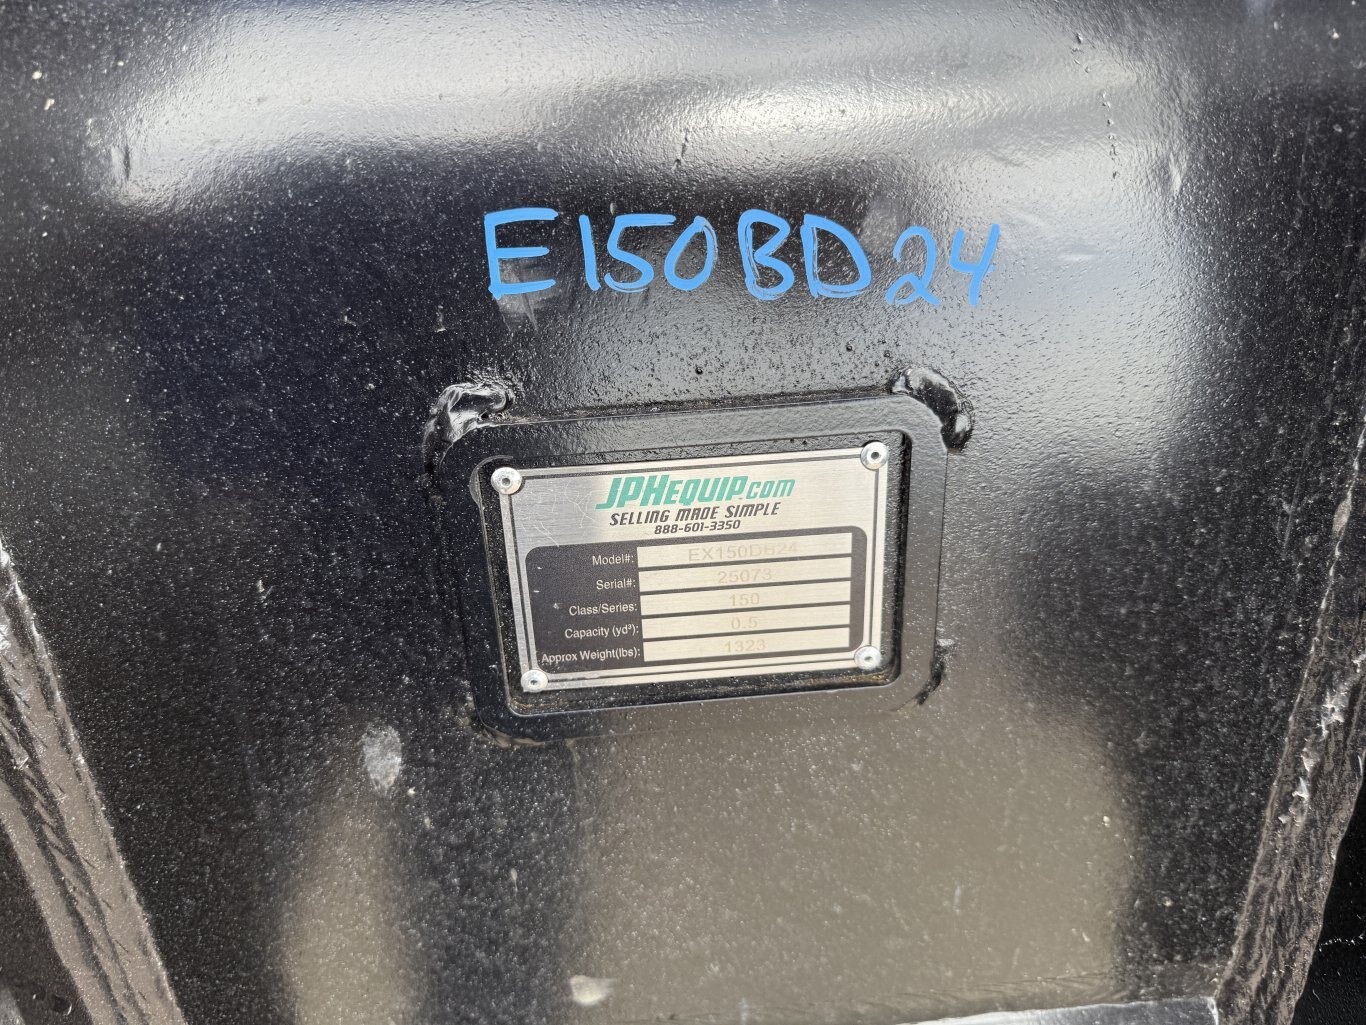 E150BD24
JPHEQUIP.COM
SELLING MADE SIMPLE
888-601-3350
Model#: EX150DB24
Serial#: 25073
Class/Series: 150
Capacity (yd³): 0.5
Approx Weight(lbs): 1323